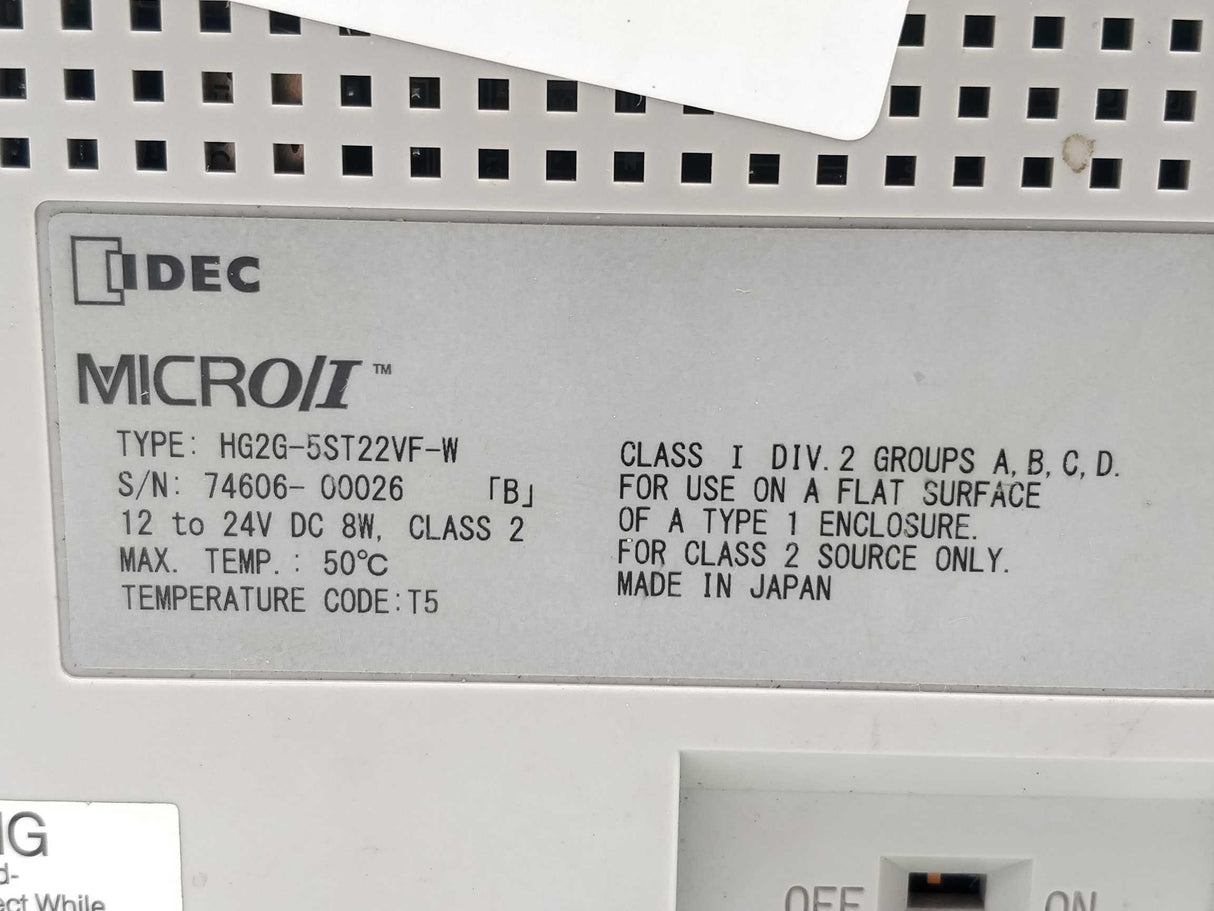 IDEC
MICRO/I™
TYPE: HG2G-5ST22VF-W
S/N: 74606- 00026 「B」
12 to 24V DC 8W, CLASS 2
MAX. TEMP.: 50℃
TEMPERATURE CODE:T5
CLASS I DIV.2 GROUPS A,B,C,D.
FOR USE ON A FLAT SURFACE
OF A TYPE 1 ENCLOSURE.
FOR CLASS 2 SOURCE ONLY.
MADE IN JAPAN
While
OFF ON